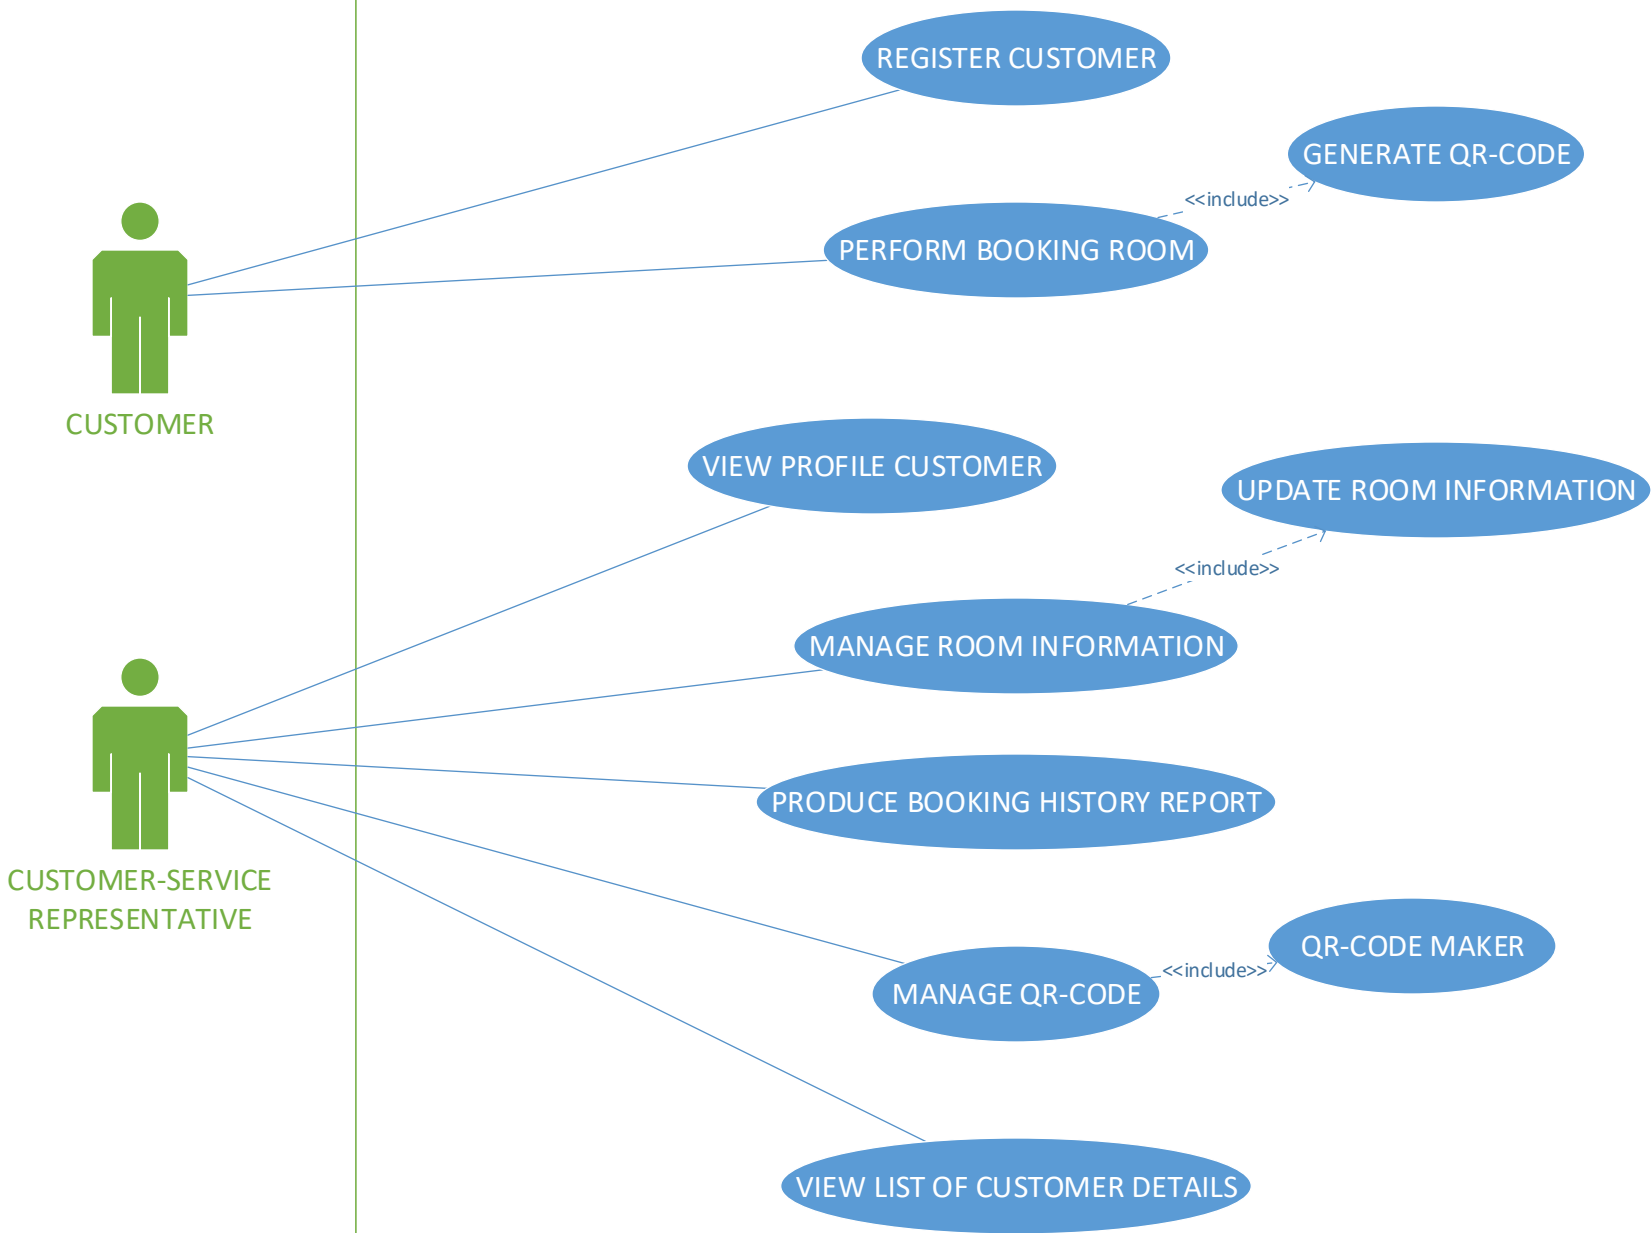 REGISTER CUSTOMER
GENERATE QR-CODE
<<include>>
PERFORM BOOKING ROOM
CUSTOMER
VIEW PROFILE CUSTOMER
UPDATE ROOM INFORMATION
<<include>>
MANAGE ROOM INFORMATION
PRODUCE BOOKING HISTORY REPORT
CUSTOMER-SERVICE
REPRESENTATIVE
QR-CODE MAKER
<<include>>
MANAGE QR-CODE
VIEW LIST OF CUSTOMER DETAILS